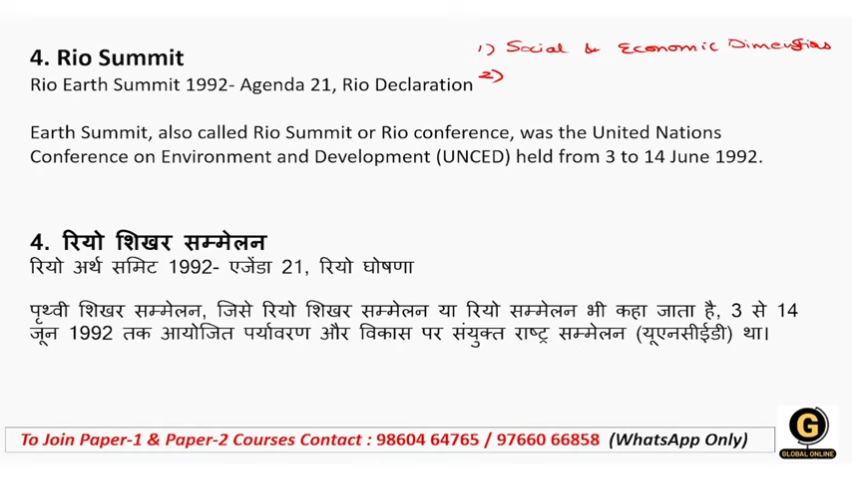 4. Rio Summit
1) Social & Economic Dimensions
Rio Earth Summit 1992- Agenda 21, Rio Declaration
2)
Earth Summit, also called Rio Summit or Rio conference, was the United Nations
Conference on Environment and Development (UNCED) held from 3 to 14 June 1992.
4. रियो शिखर सम्मेलन
रियो अर्थ समिट 1992- एजेंडा 21, रियो घोषणा
पृथ्वी शिखर सम्मेलन, जिसे रियो शिखर सम्मेलन या रियो सम्मेलन भी कहा जाता है, 3 से 14
जून 1992 तक आयोजित पर्यावरण और विकास पर संयुक्त राष्ट्र सम्मेलन (यूएनसीईडी) था।
To Join Paper-1 & Paper-2 Courses Contact : 98604 64765 / 97660 66858 (WhatsApp Only)
G
GLOBAL ONLINE